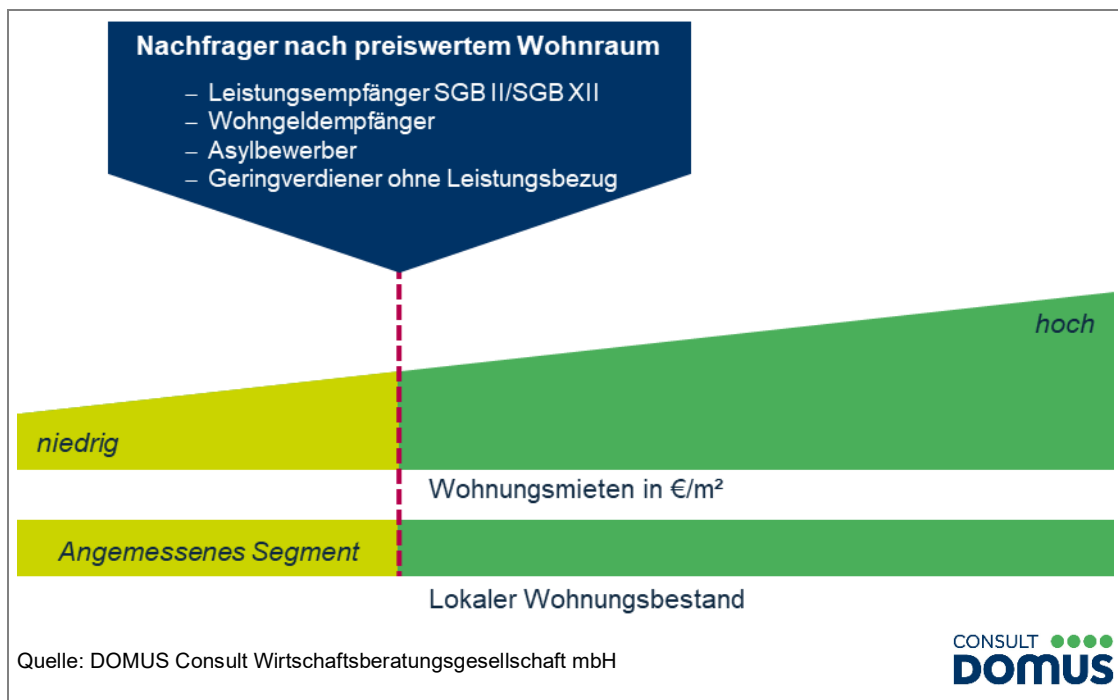 Nachfrager nach preiswertem Wohnraum
– Leistungsempfänger SGB II/SGB XII
– Wohngeldempfänger
– Asylbewerber
– Geringverdiener ohne Leistungsbezug
hoch
niedrig
Wohnungsmieten in €/m²
Angemessenes Segment
Lokaler Wohnungsbestand
Quelle: DOMUS Consult Wirtschaftsberatungsgesellschaft mbH
CONSULT
DOMUS